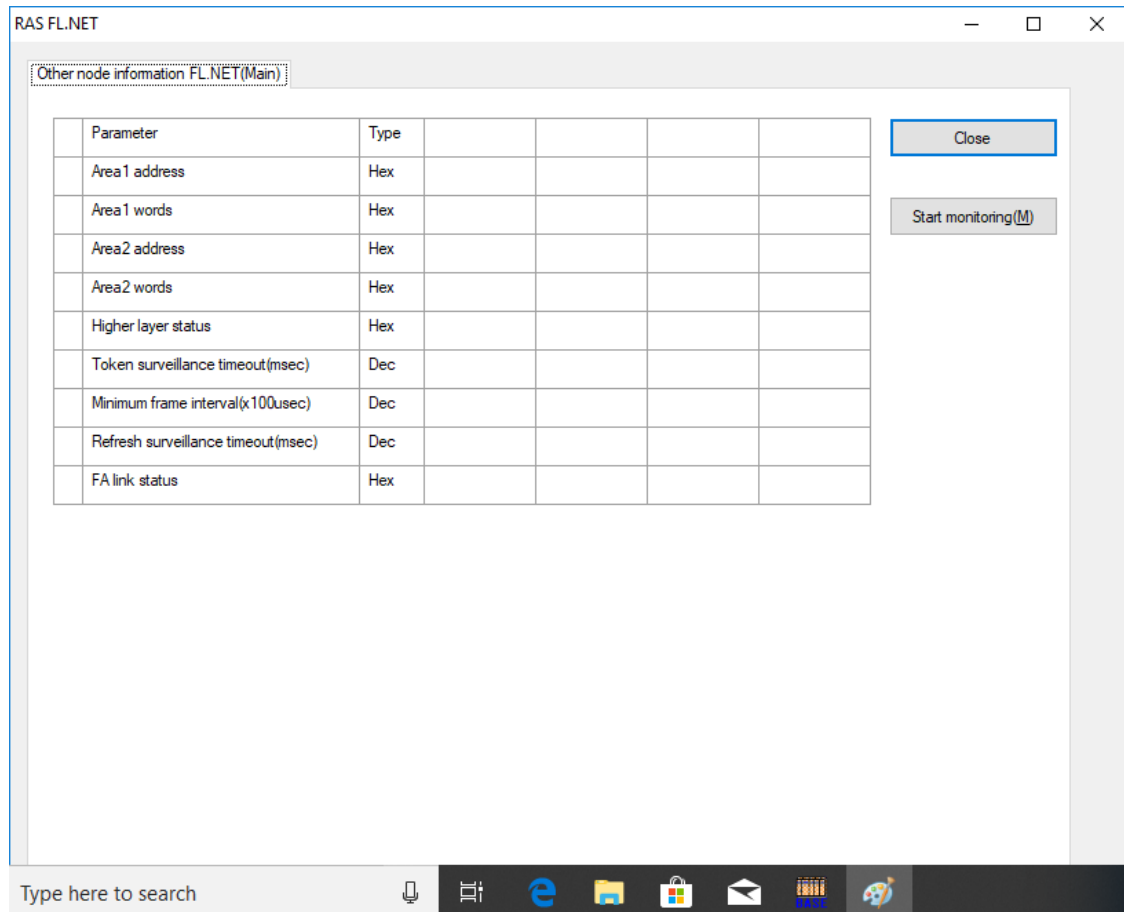 RAS FL.NET
Other node information FL.NET(Main)
Parameter Type
Close
Area1 address Hex
Area1 words Hex
Start monitoring(M)
Area2 address Hex
Area2 words Hex
Higher layer status Hex
Token surveillance timeout(msec) Dec
Minimum frame interval(x100usec) Dec
Refresh surveillance timeout(msec) Dec
FA link status Hex
Type here to search
BASE